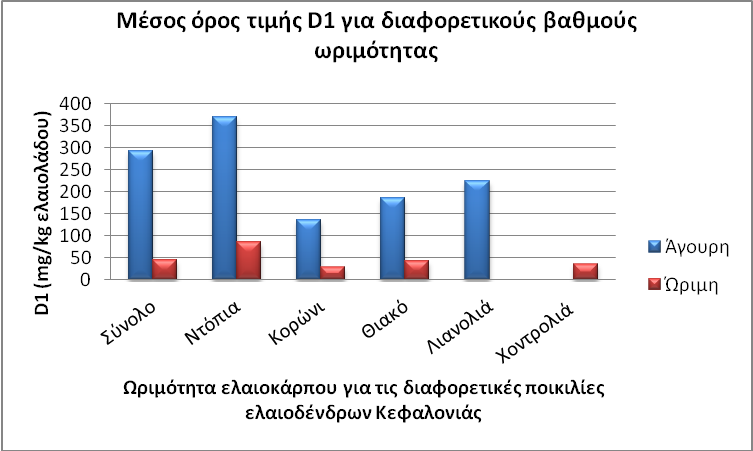 Μέσος όρος τιμής D1 για διαφορετικούς βαθμούς
ωριμότητας
D1 (mg/kg ελαιολάδου)
400
350
300
250
200
150
100
50
0
Σύνολο
Ντόπια
Κορώνι
Θιακό
Λιανολιά
Χοντρολιά
Άγουρη
Ώριμη
Ωριμότητα ελαιοκάρπου για τις διαφορετικές ποικιλίες
ελαιοδένδρων Κεφαλονιάς